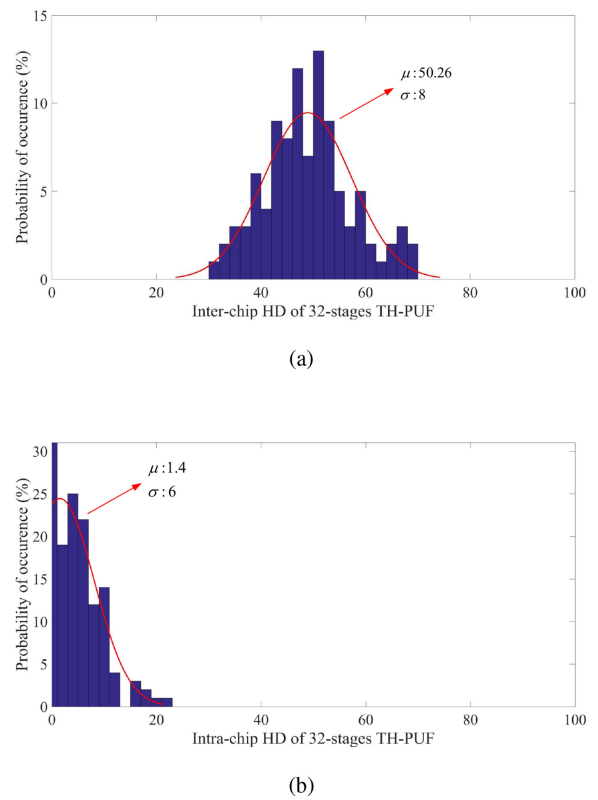 15
10
5
0
Probability of occurence (%)
μ:50.26
σ:8
0 20 40 60 80 100
Inter-chip HD of 32-stages TH-PUF
(a)
30
25
20
15
10
5
0
Probability of occurence (%)
μ:1.4
σ:6
0 20 40 60 80 100
Intra-chip HD of 32-stages TH-PUF
(b)